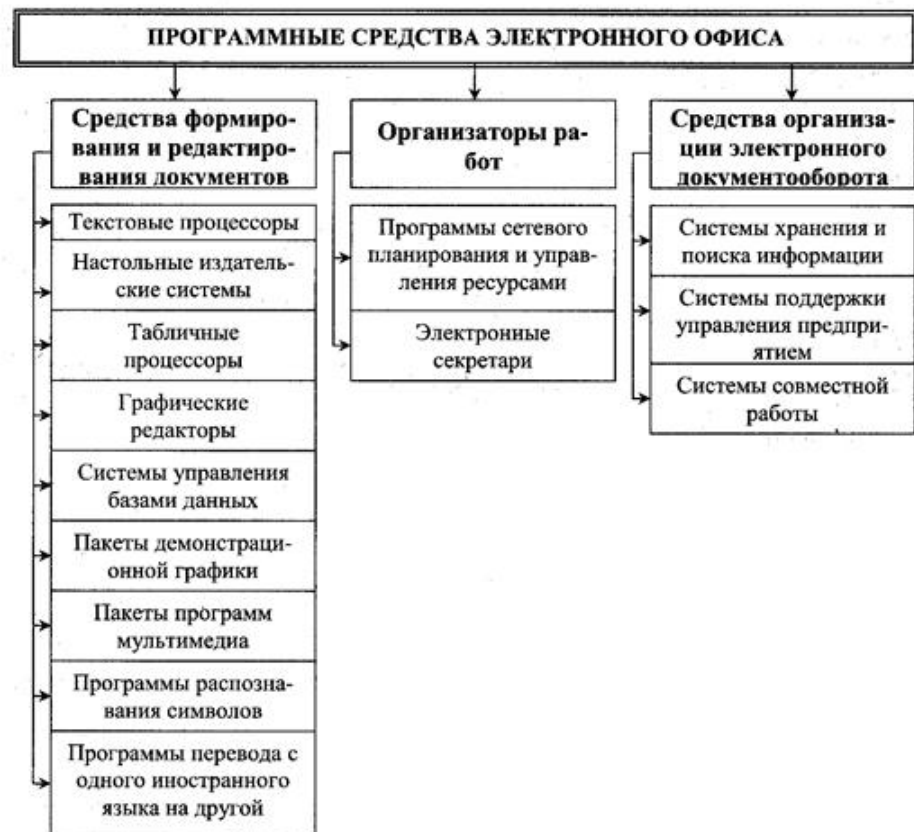 ПРОГРАММНЫЕ СРЕДСТВА ЭЛЕКТРОННОГО ОФИСА
Средства формиро-
вания и редактиро-
вания документов
Текстовые процессоры
Настольные издатель-
ские системы
Табличные
процессоры
Графические
редакторы
Системы управления
базами данных
Пакеты демонстраци-
онной графики
Пакеты программ
мультимедиа
Программы распозна-
вания символов
Программы перевода с
одного иностранного
языка на другой
Организаторы ра-
бот
Программы сетевого
планирования и управ-
ления ресурсами
Электронные
секретари
Средства организа-
ции электронного
документооборота
Системы хранения и
поиска информации
Системы поддержки
управления предпри-
ятием
Системы совместной
работы